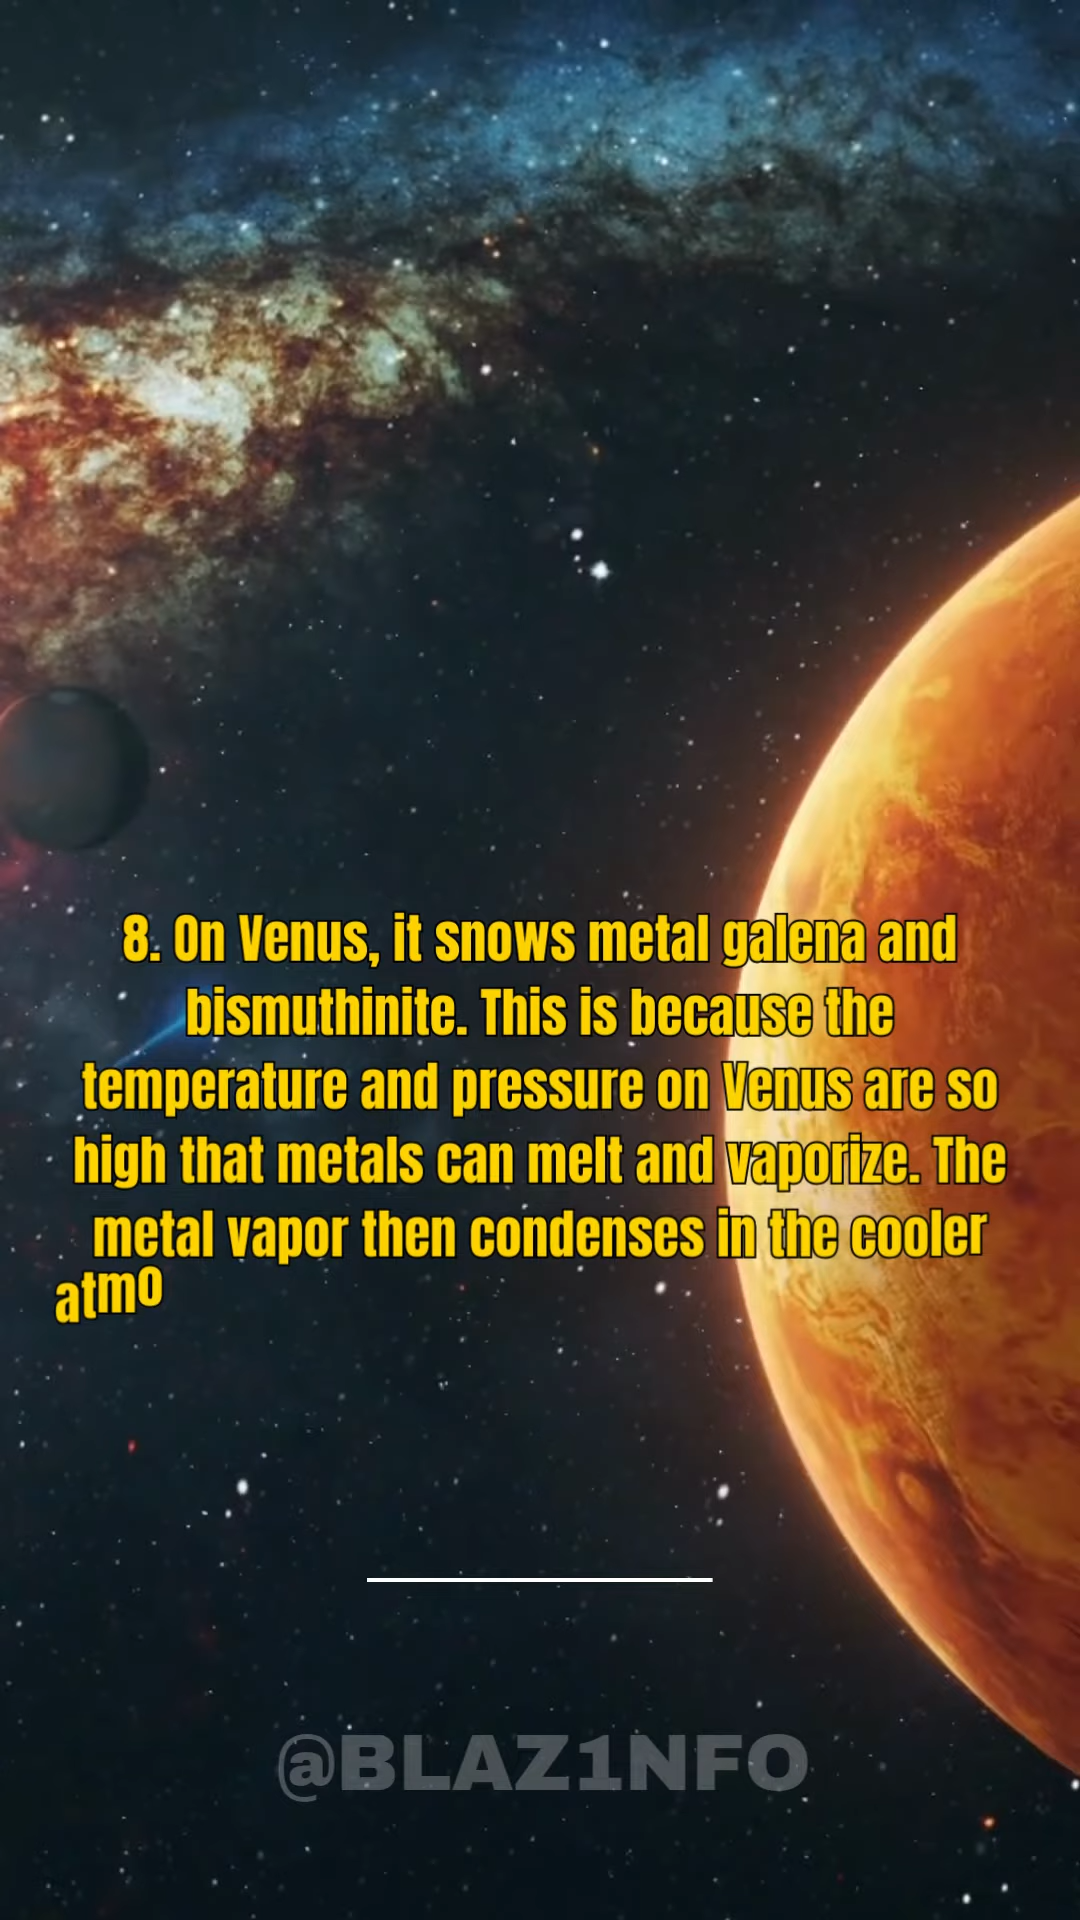 8. On Venus, it snows metal galena and
bismuthinite. This is because the
temperature and pressure on Venus are so
high that metals can melt and vaporize. The
metal vapor then condenses in the cooler
atmo
@BLAZ1NFO